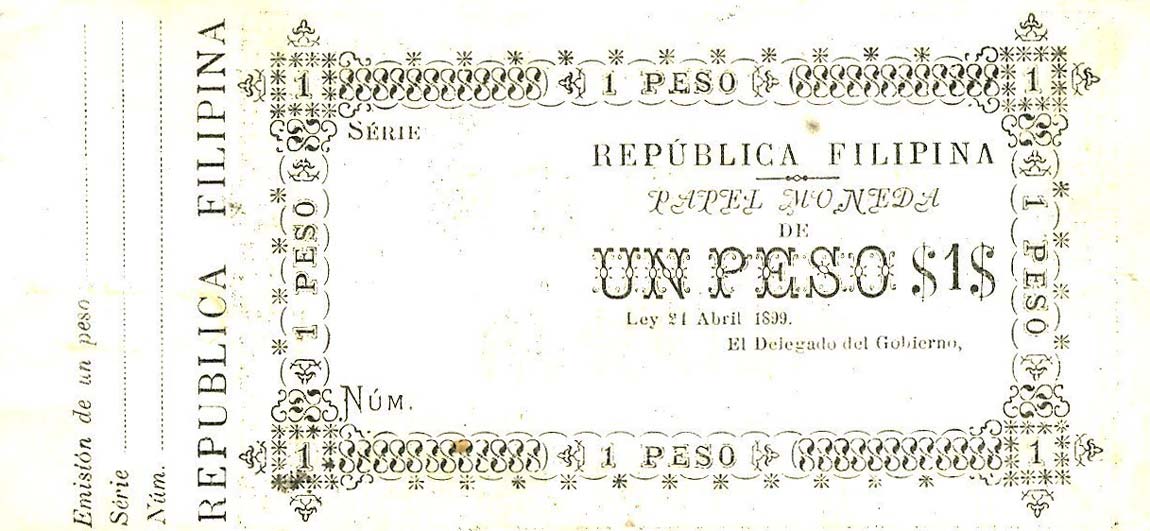 Emisión de un peso
Série
Núm.
REPUBLICA FILIPINA
1 1 PESO 1
SÉRIE
REPÚBLICA FILIPINA
PAPEL MONEDA
DE
UN PESO $1$
Ley 24 Abril 1899.
El Delegado del Gobierno,
1 PESO
1 PESO
NÚM.
1 1 PESO 1